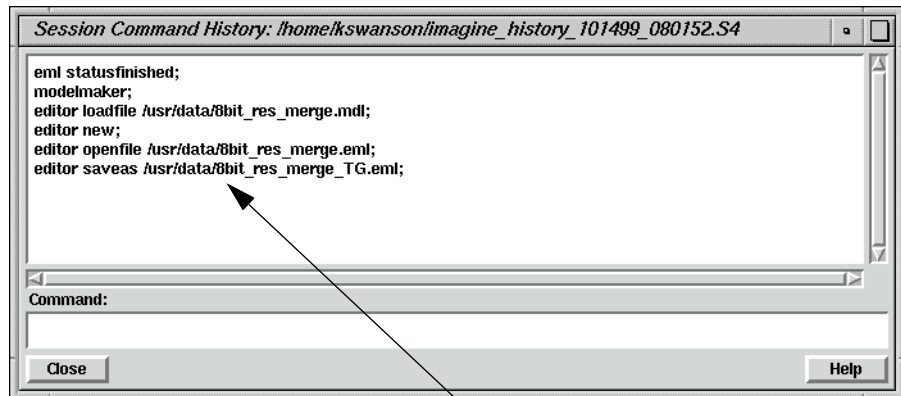 Session Command History: /home/kswanson/imagine_history_101499_080152.S4
eml statusfinished;
modelmaker;
editor loadfile /usr/data/8bit_res_merge.mdl;
editor new;
editor openfile /usr/data/8bit_res_merge.eml;
editor saveas /usr/data/8bit_res_merge_TG.eml;
Command:
Close
Help